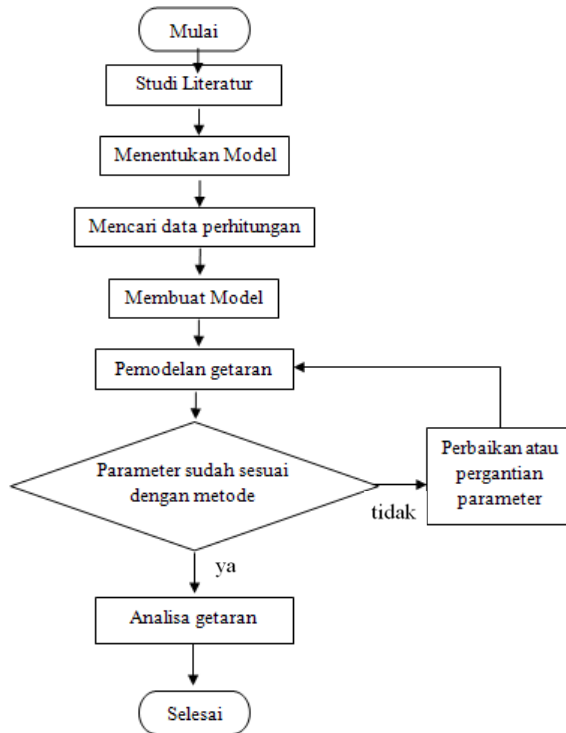 Mulai
Studi Literatur
Menentukan Model
Mencari data perhitungan
Membuat Model
Pemodelan getaran
Parameter sudah sesuai
dengan metode
tidak
Perbaikan atau
pergantian
parameter
ya
Analisa getaran
Selesai